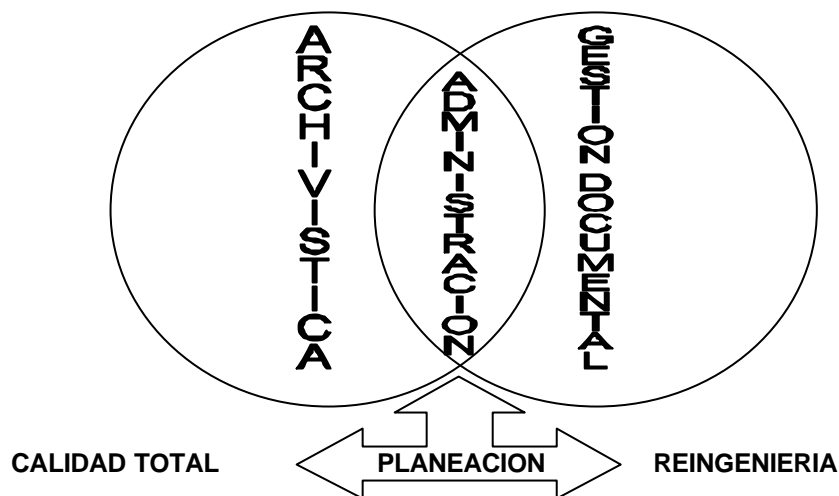 ARCHIVISTICA
ADMINISTRACION
GESTION DOCUMENTAL
CALIDAD TOTAL PLANEACION REINGENIERIA